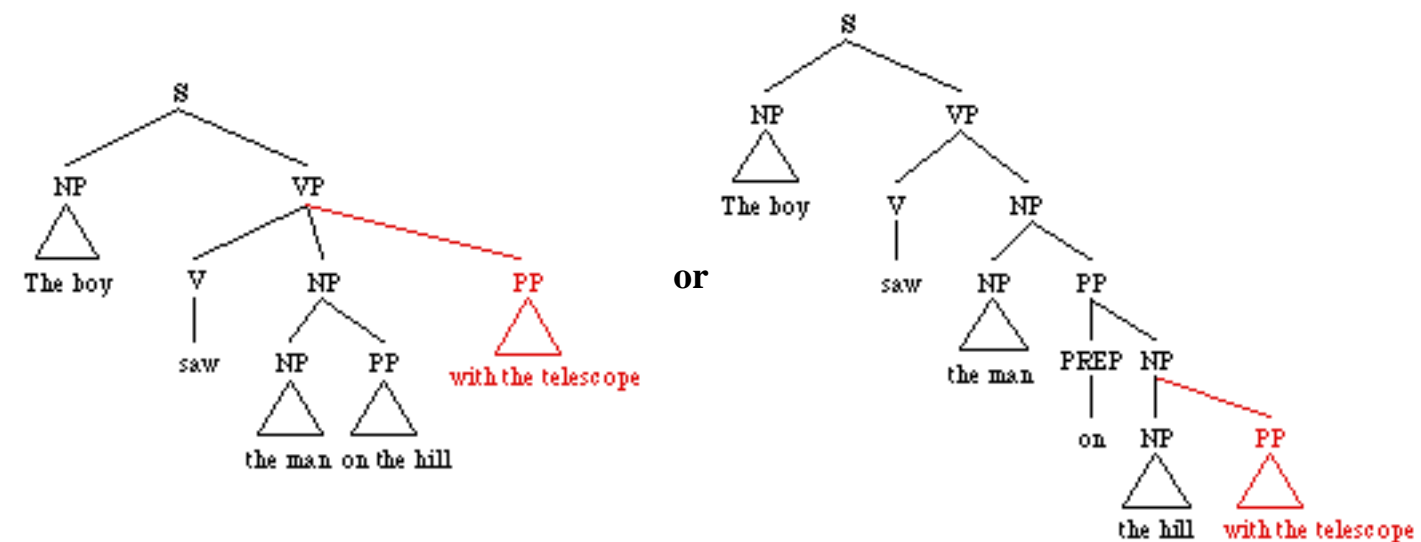 S
NP VP
The boy
V NP PP
saw
NP PP
with the telescope
the man on the hill
or
S
NP VP
The boy
V NP
saw
NP PP
the man
PREP NP
on
NP PP
the hill with the telescope